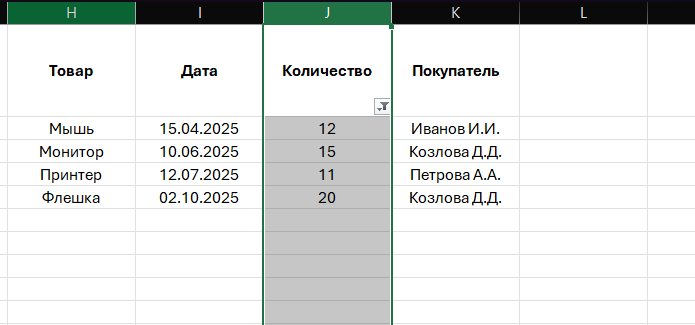 H I J K L
Товар Дата Количество Покупатель
Мышь 15.04.2025 12 Иванов И.И.
Монитор 10.06.2025 15 Козлова Д.Д.
Принтер 12.07.2025 11 Петрова А.А.
Флешка 02.10.2025 20 Козлова Д.Д.